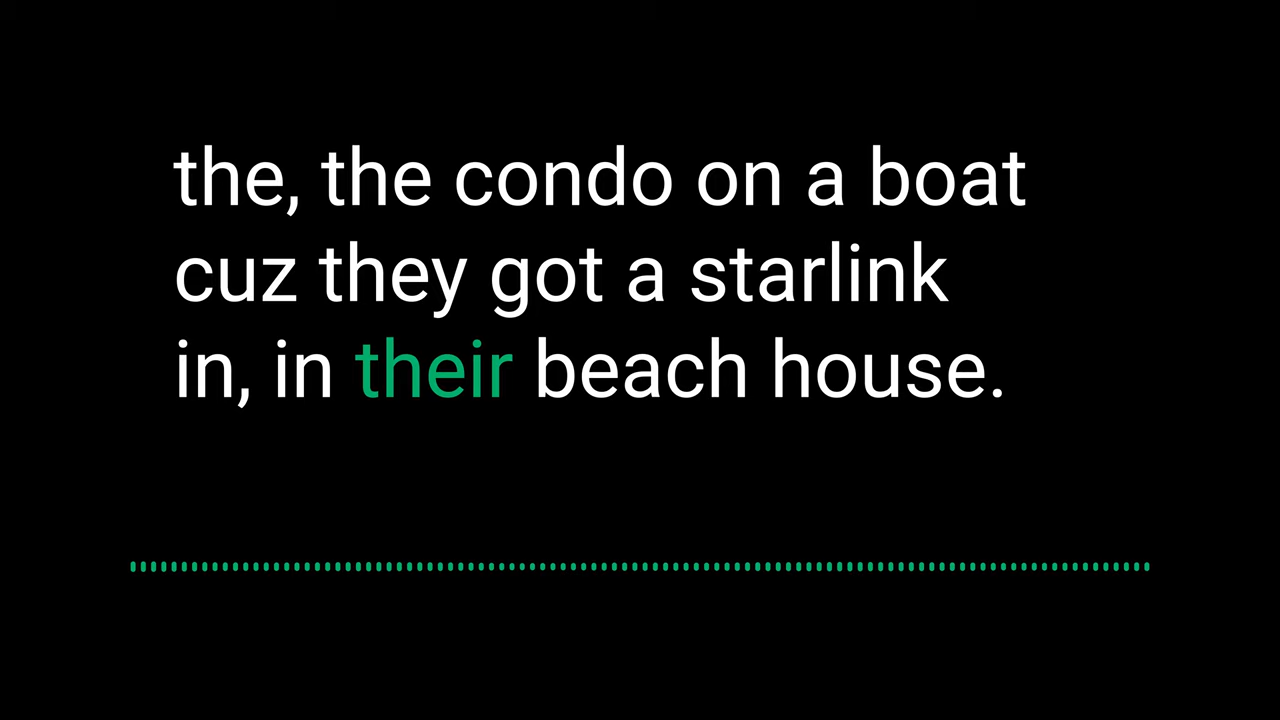 the, the condo on a boat
cuz they got a starlink
in, in their beach house.